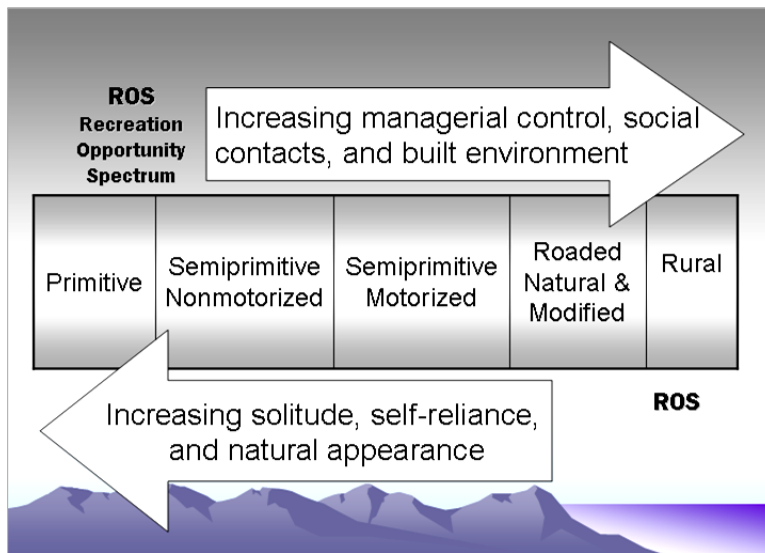 ROS
Recreation
Opportunity
Spectrum
Increasing managerial control, social
contacts, and built environment
Primitive
Semiprimitive
Nonmotorized
Semiprimitive
Motorized
Roaded
Natural &
Modified
Rural
Increasing solitude, self-reliance,
and natural appearance
ROS